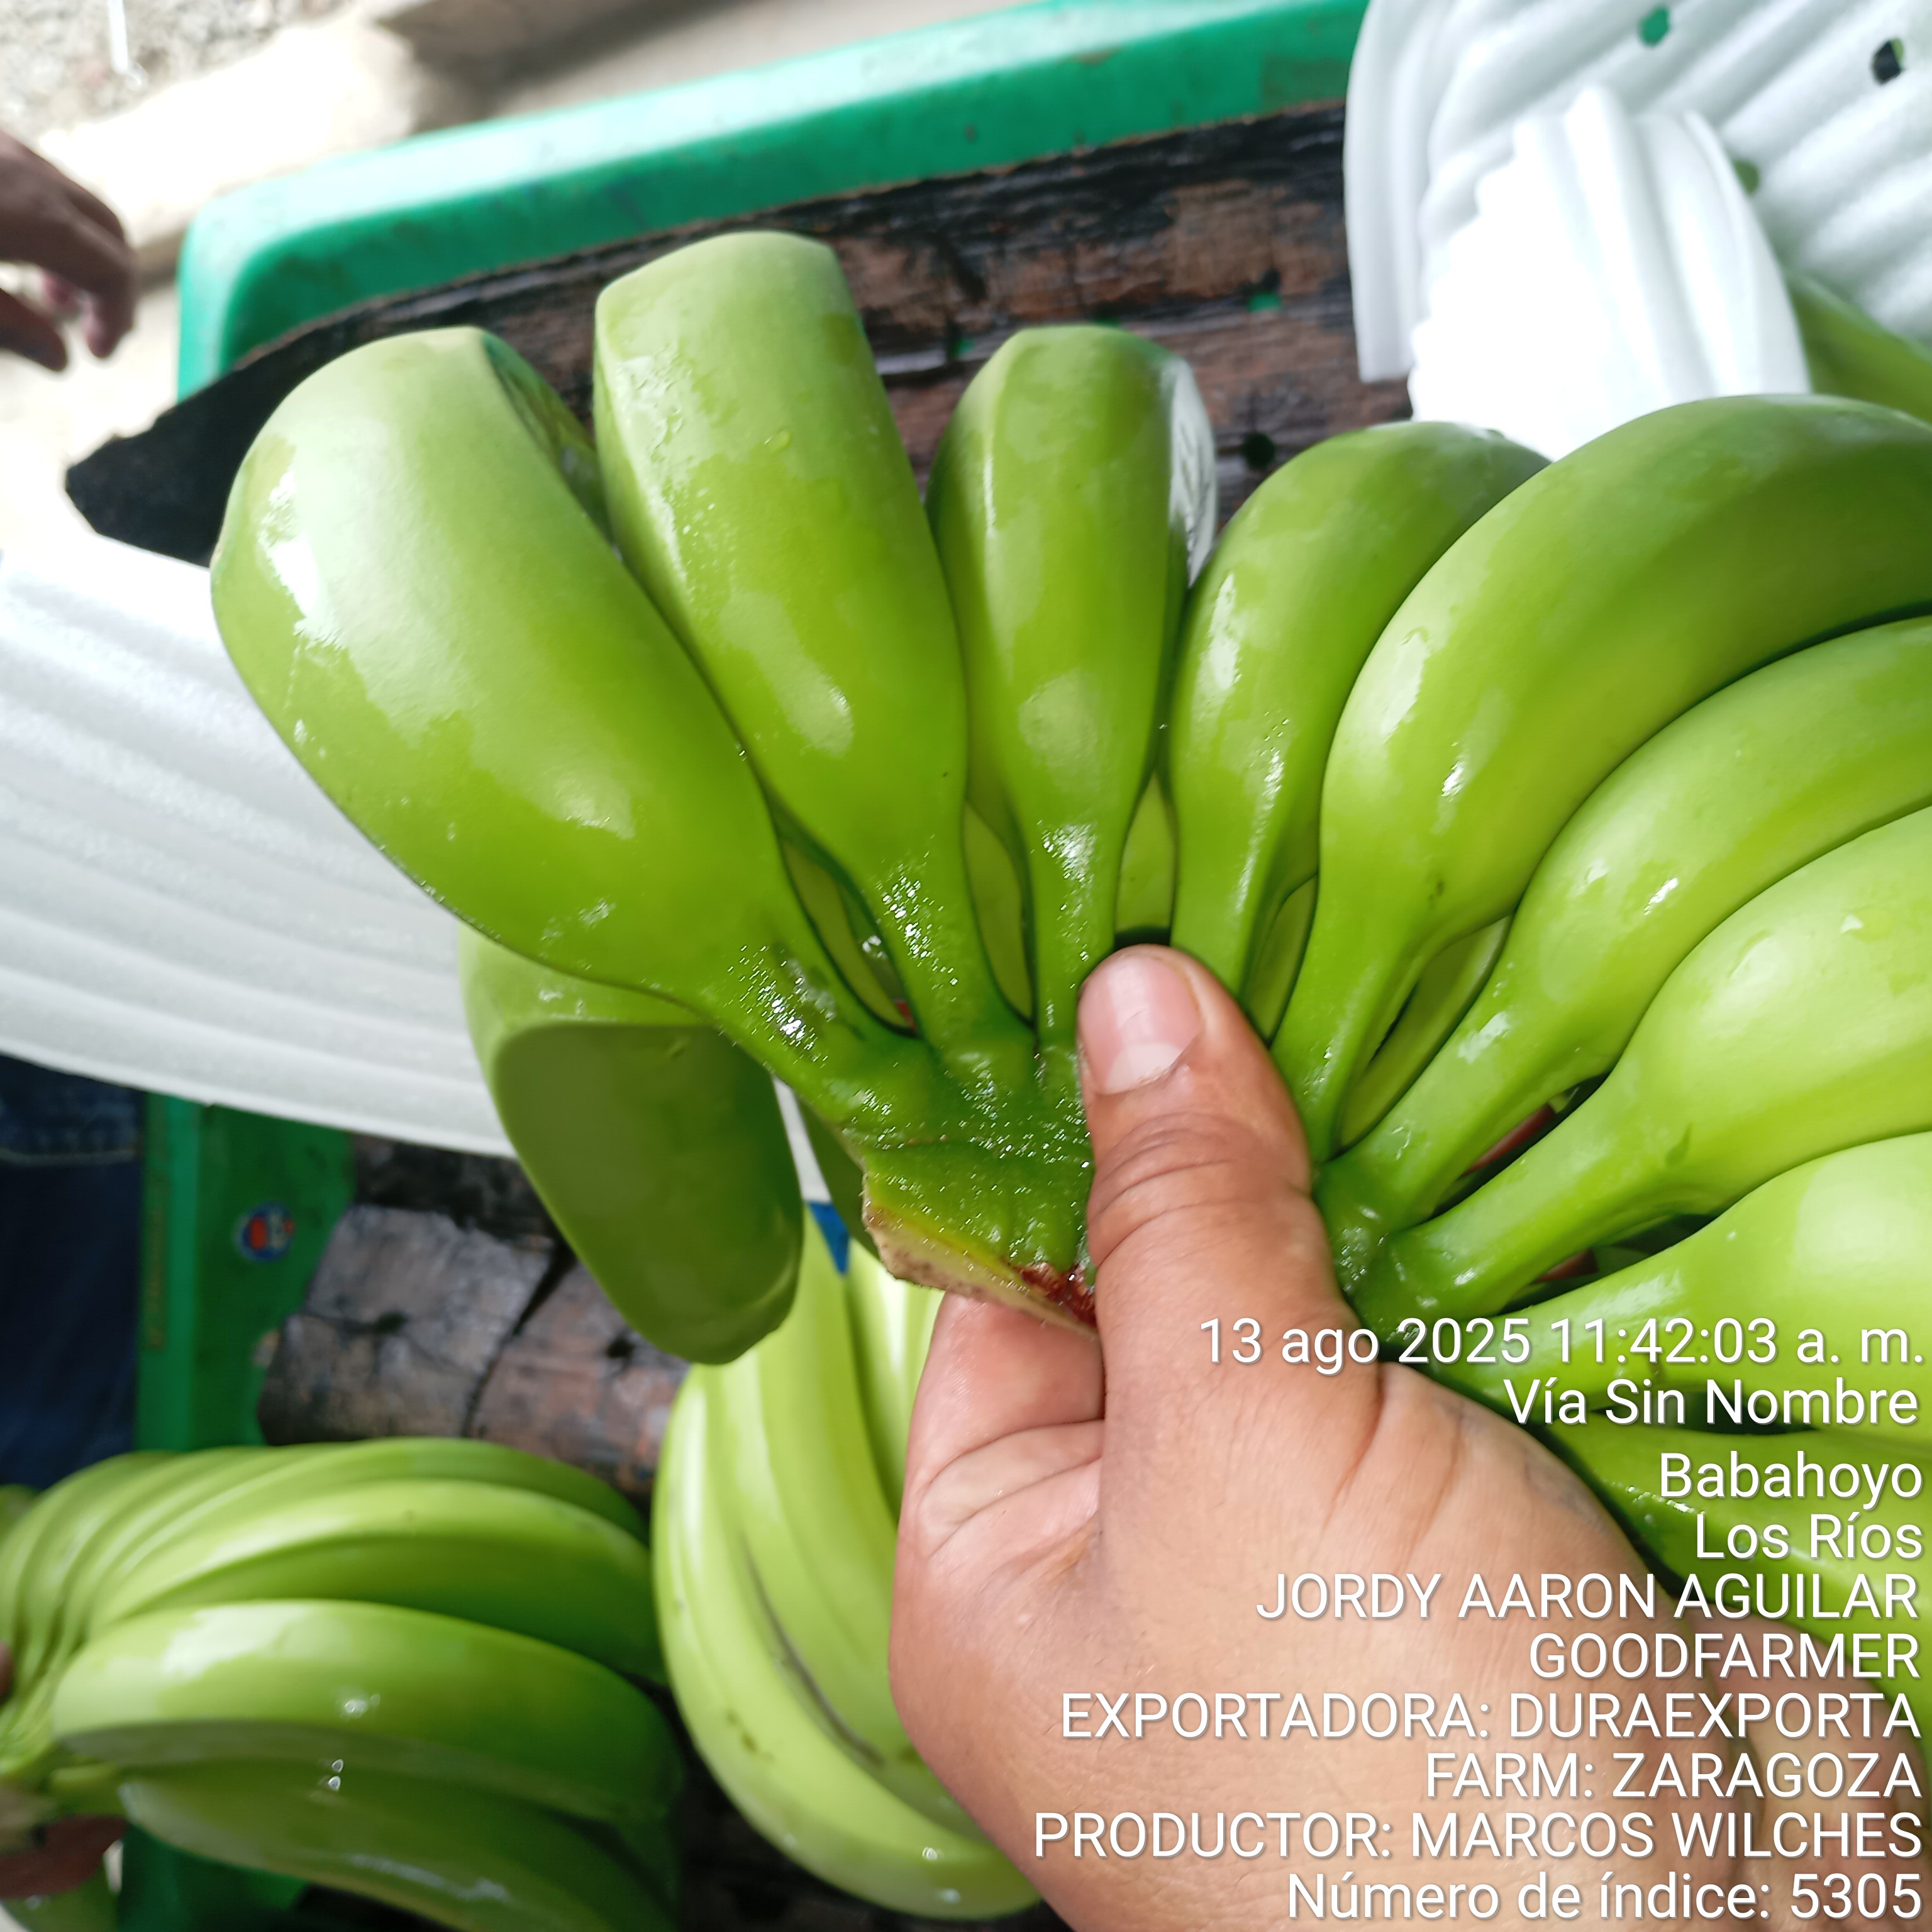 13 ago 2025 11:42:03 a. m.
Vía Sin Nombre
Babahoyo
Los Ríos
JORDY AARON AGUILAR
GOODFARMER
EXPORTADORA: DURAEXPORTA
FARM: ZARAGOZA
PRODUCTOR: MARCOS WILCHES
Número de índice: 5305